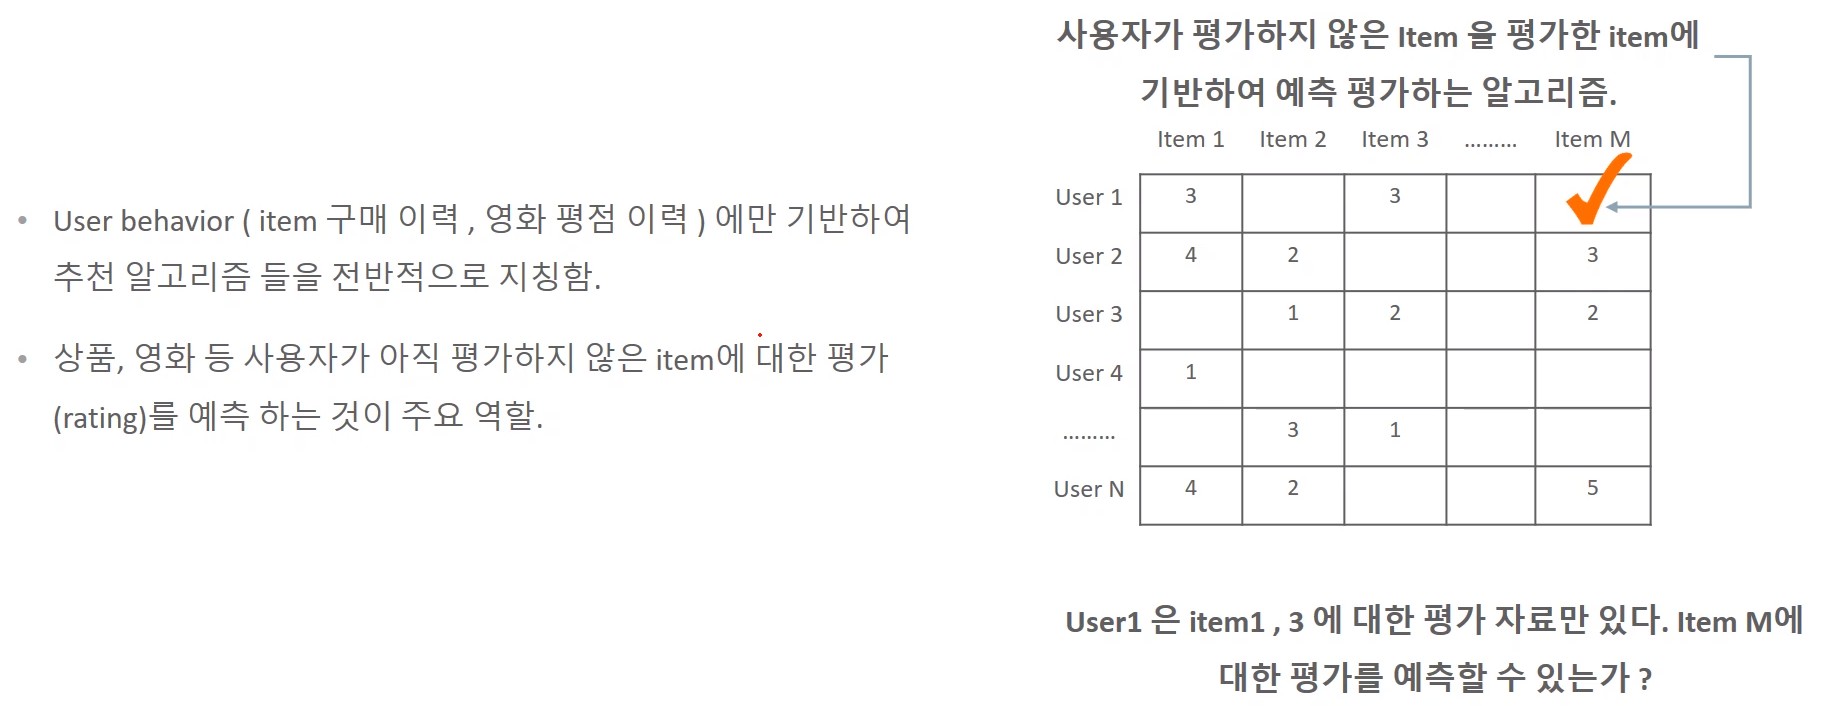 • User behavior ( item 구매 이력 , 영화 평점 이력 ) 에만 기반하여
추천 알고리즘 들을 전반적으로 지칭함.
• 상품, 영화 등 사용자가 아직 평가하지 않은 item에 대한 평가
(rating)를 예측 하는 것이 주요 역할.
사용자가 평가하지 않은 Item 을 평가한 item에
기반하여 예측 평가하는 알고리즘.
Item 1 Item 2 Item 3 ......... Item M
User 1 3 3
User 2 4 2 3
User 3 1 2 2
User 4 1
......... 3 1
User N 4 2 5
User1 은 item1 , 3 에 대한 평가 자료만 있다. Item M에
대한 평가를 예측할 수 있는가 ?